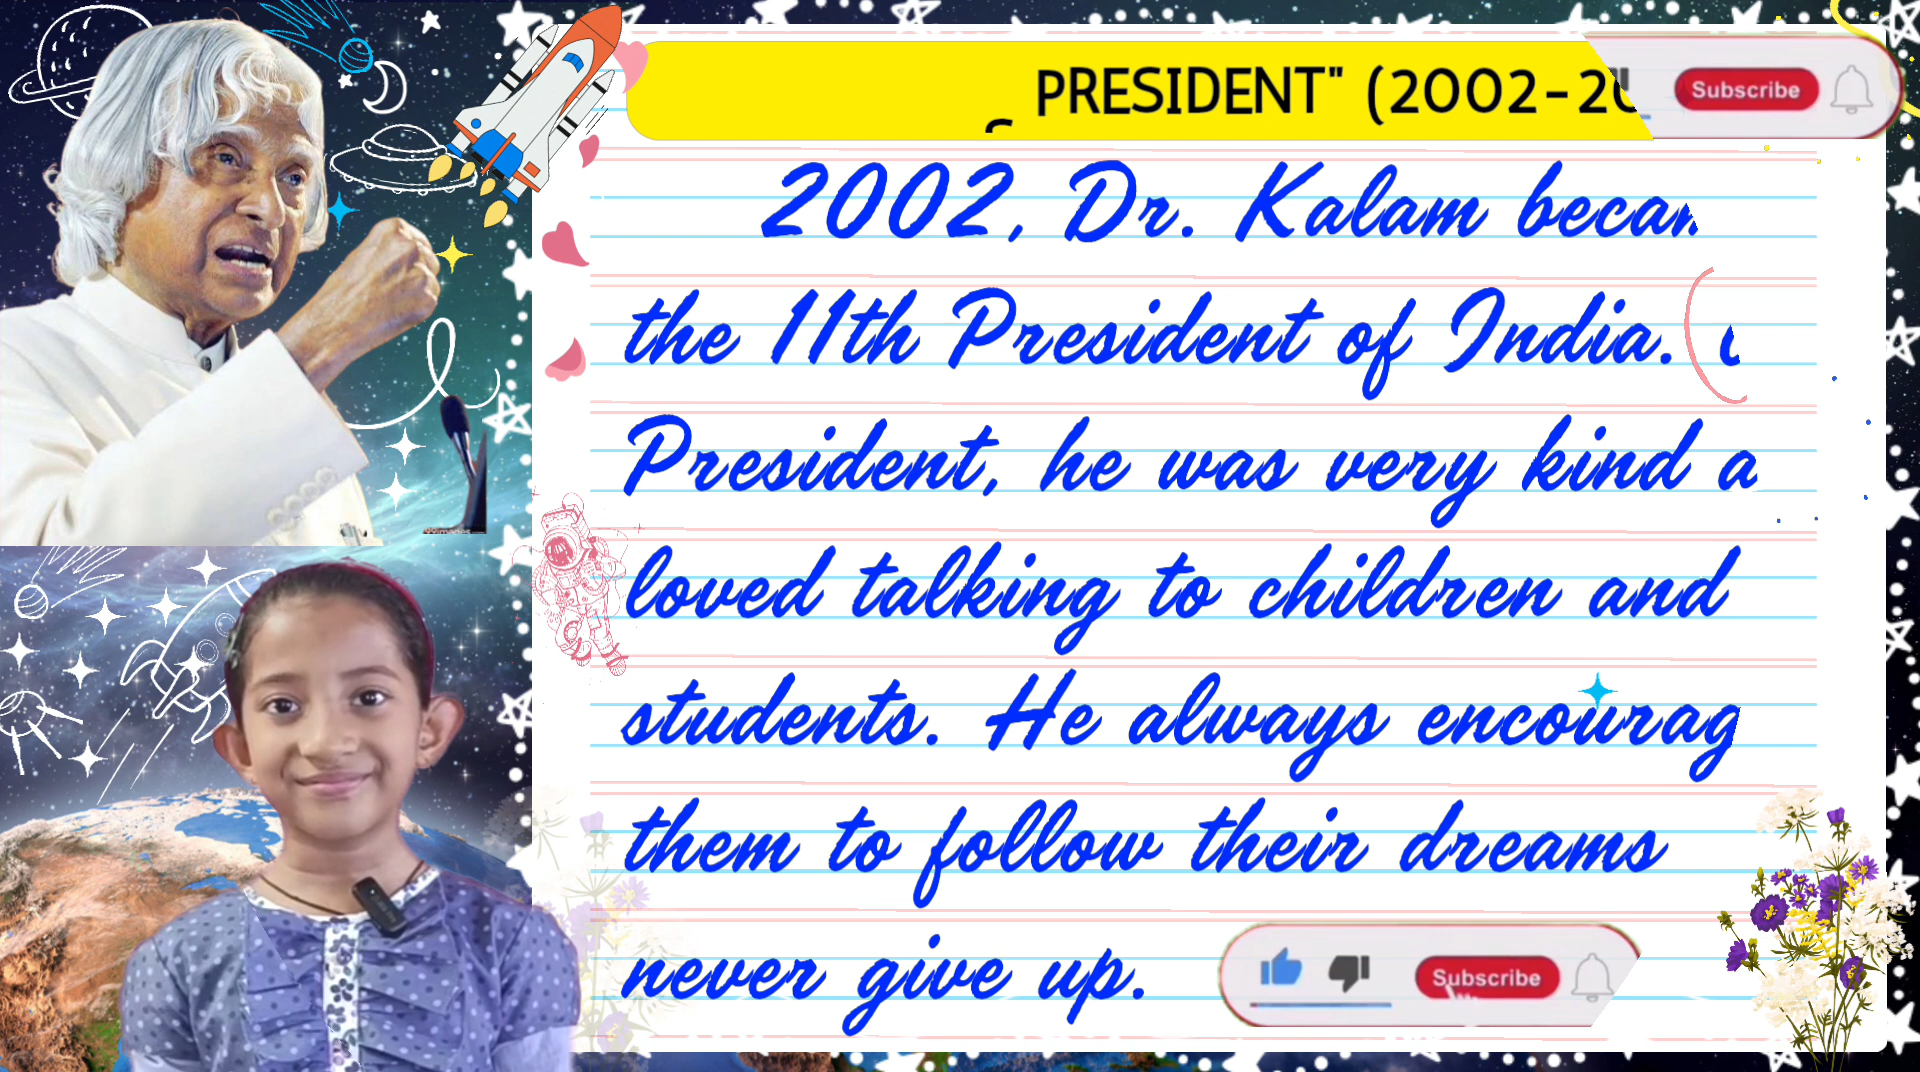 PRESIDENT" (2002-20
Subscribe
2002, Dr. Kalam becam
the 11th President of India.
President, he was very kind a
loved talking to children and
students. He always encourag
them to follow their dreams
never give up.
Subscribe